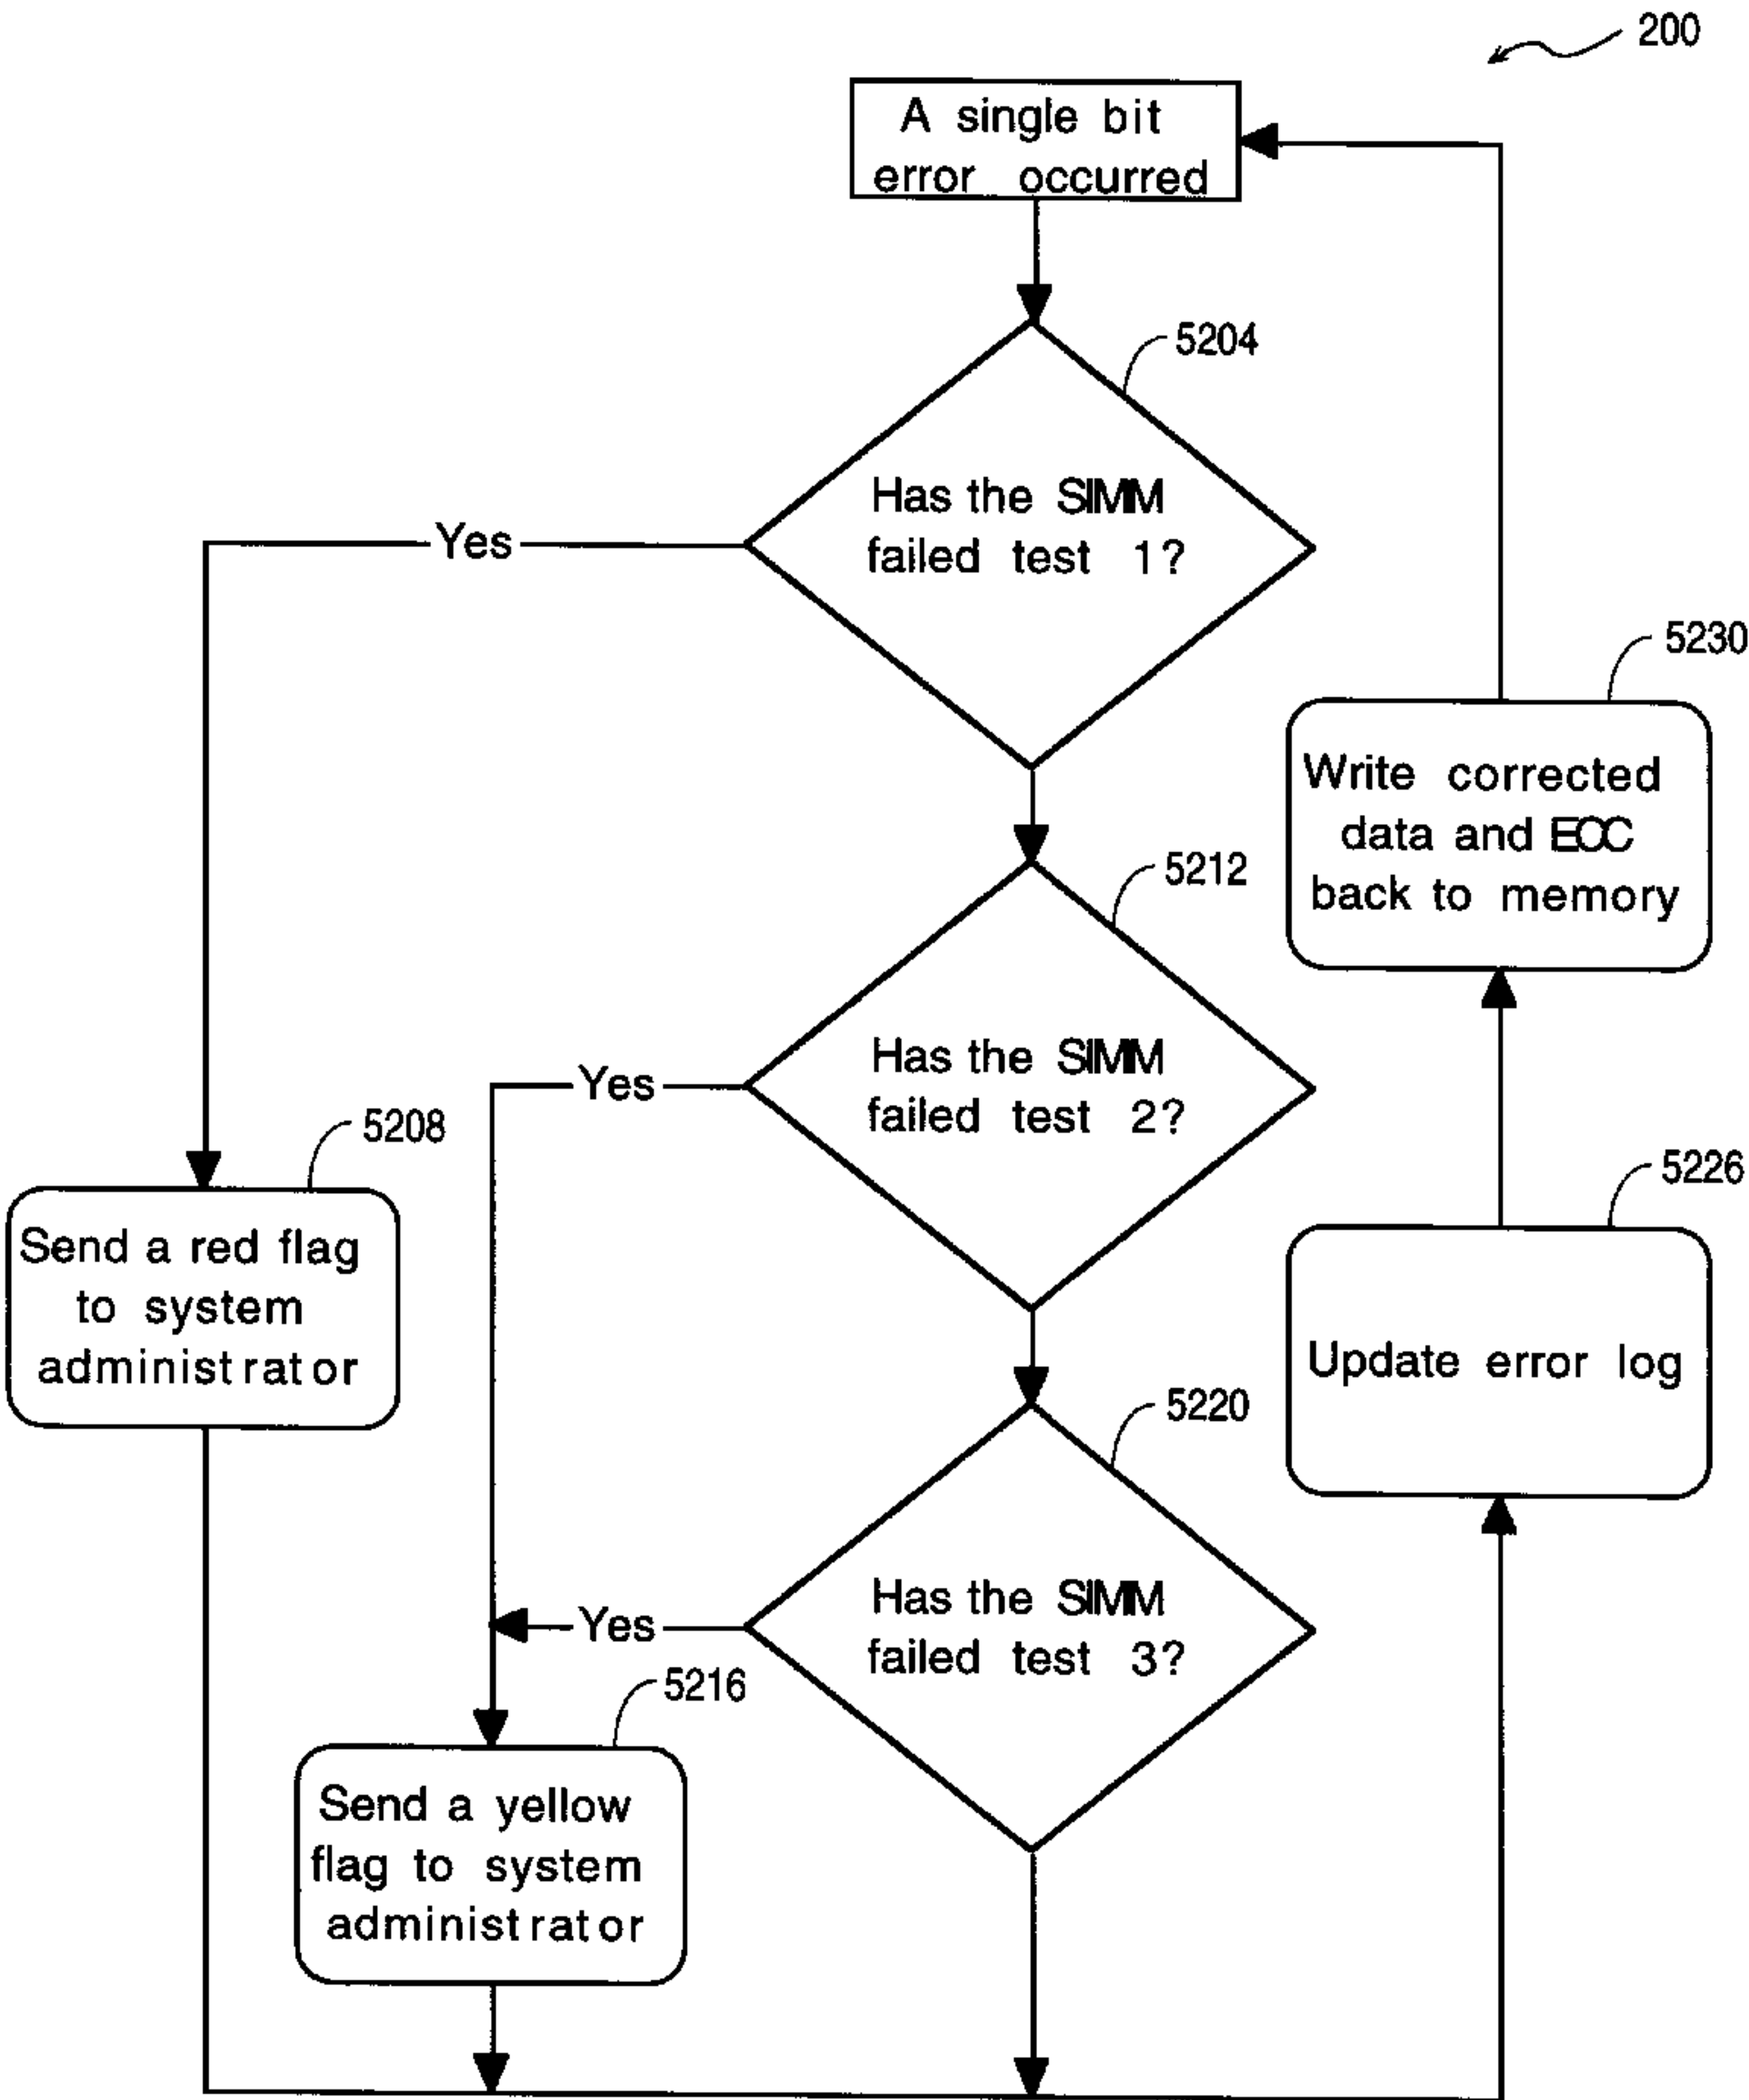 200
A single bit
error occurred
5204
Has the SIMM
failed test 1?
Yes
5230
Write corrected
data and ECC
back to memory
5212
Has the SIMM
failed test 2?
Yes
5208
Send a red flag
to system
administrator
5226
Update error log
5220
Has the SIMM
failed test 3?
Yes
5216
Send a yellow
flag to system
administrator